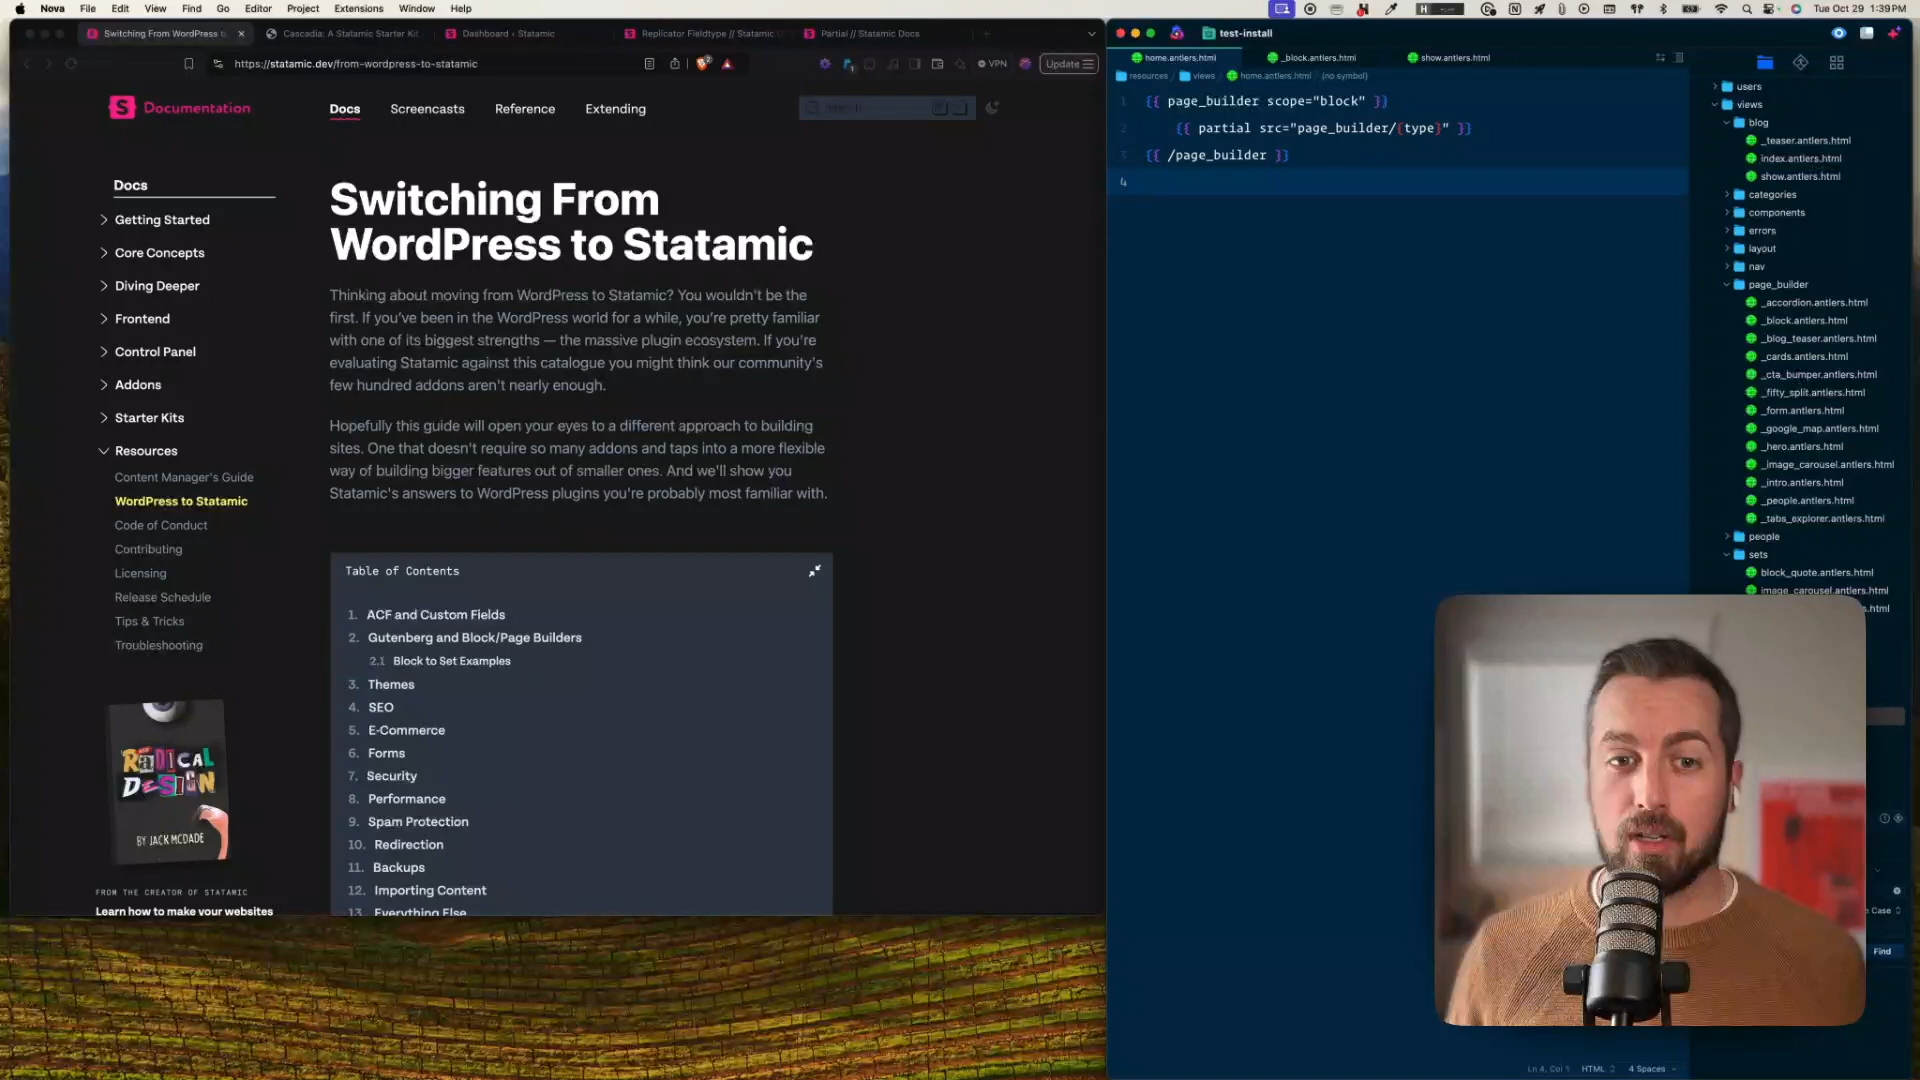 Nova File Edit View Find Go Editor Project Extensions Window Help
Tue Oct 29 1:39PM
Switching From WordPress t
Cascadia: A Statamic Starter Kit
Dashboard ‹ Statamic
Replicator Fieldtype // Statamic
Partial // Statamic Docs
https://statamic.dev/from-wordpress-to-statamic
VPN
Update
Documentation
Docs
Screencasts
Reference
Extending
Docs
Getting Started
Core Concepts
Diving Deeper
Frontend
Control Panel
Addons
Starter Kits
Resources
Content Manager's Guide
WordPress to Statamic
Code of Conduct
Contributing
Licensing
Release Schedule
Tips & Tricks
Troubleshooting
RADICAL
DESIGN
BY JACK MCDADE
FROM THE CREATOR OF STATAMIC
Learn how to make your websites
Switching From
WordPress to Statamic
Thinking about moving from WordPress to Statamic? You wouldn't be the
first. If you've been in the WordPress world for a while, you're pretty familiar
with one of its biggest strengths — the massive plugin ecosystem. If you're
evaluating Statamic against this catalogue you might think our community's
few hundred addons aren't nearly enough.
Hopefully this guide will open your eyes to a different approach to building
sites. One that doesn't require so many addons and taps into a more flexible
way of building bigger features out of smaller ones. And we'll show you
Statamic's answers to WordPress plugins you're probably most familiar with.
Table of Contents
1. ACF and Custom Fields
2. Gutenberg and Block/Page Builders
2.1 Block to Set Examples
3. Themes
4. SEO
5. E-Commerce
6. Forms
7. Security
8. Performance
9. Spam Protection
10. Redirection
11. Backups
12. Importing Content
13. Everything Else
test-install
home.antlers.html
_block.antlers.html
show.antlers.html
resources › views › home.antlers.html (no symbol)
1 {{ page_builder scope="block" }}
2 {{ partial src="page_builder/{type}" }}
3 {{ /page_builder }}
4
users
views
blog
_teaser.antlers.html
index.antlers.html
show.antlers.html
categories
components
errors
layout
nav
page_builder
_accordion.antlers.html
_block.antlers.html
_blog_teaser.antlers.html
_cards.antlers.html
_cta_bumper.antlers.html
_fifty_split.antlers.html
_form.antlers.html
_google_map.antlers.html
_hero.antlers.html
_image_carousel.antlers.html
_intro.antlers.html
_people.antlers.html
_tabs_explorer.antlers.html
people
sets
block_quote.antlers.html
image_carousel.antlers.html
s.html
Case
Find
Ln 4, Col 1
HTML
4 Spaces